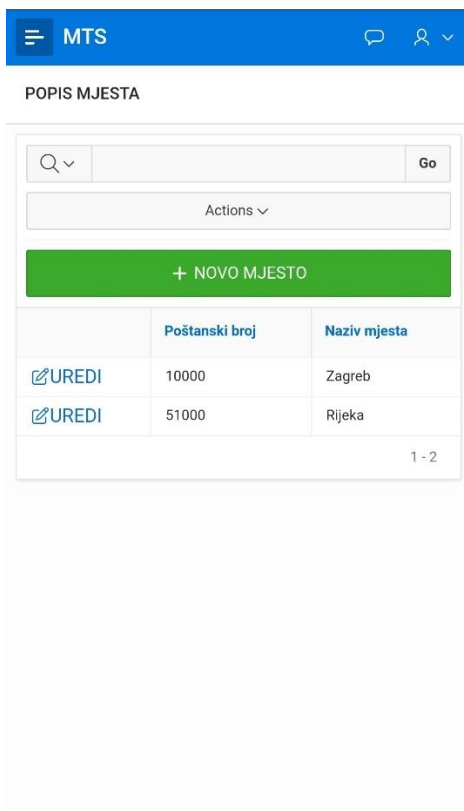 MTS
POPIS MJESTA
Go
Actions
+ NOVO MJESTO
Poštanski broj Naziv mjesta
UREDI 10000 Zagreb
UREDI 51000 Rijeka
1 - 2